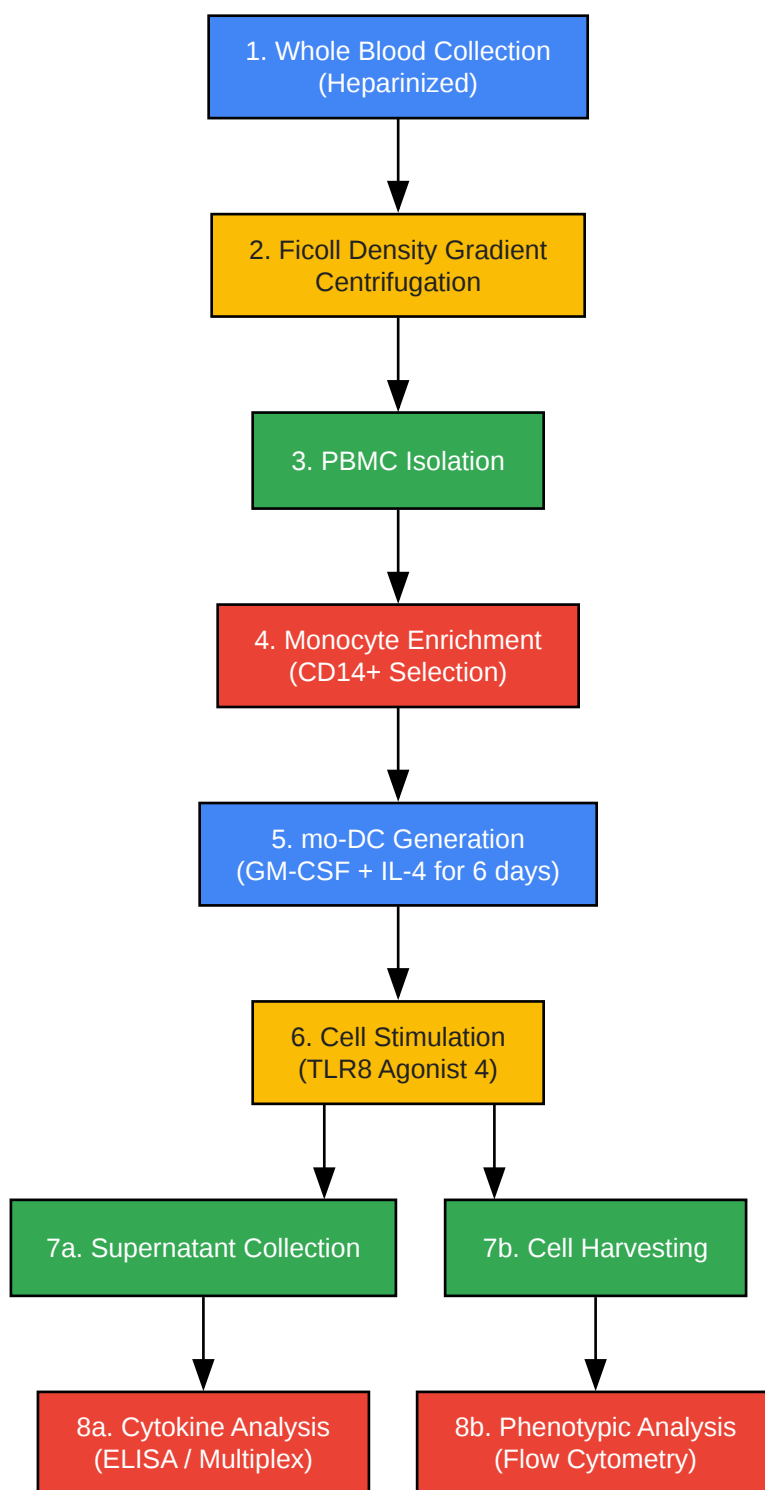 1. Whole Blood Collection
(Heparinized)
2. Ficoll Density Gradient
Centrifugation
3. PBMC Isolation
4. Monocyte Enrichment
(CD14+ Selection)
5. mo-DC Generation
(GM-CSF + IL-4 for 6 days)
6. Cell Stimulation
(TLR8 Agonist 4)
7a. Supernatant Collection
7b. Cell Harvesting
8a. Cytokine Analysis
(ELISA / Multiplex)
8b. Phenotypic Analysis
(Flow Cytometry)